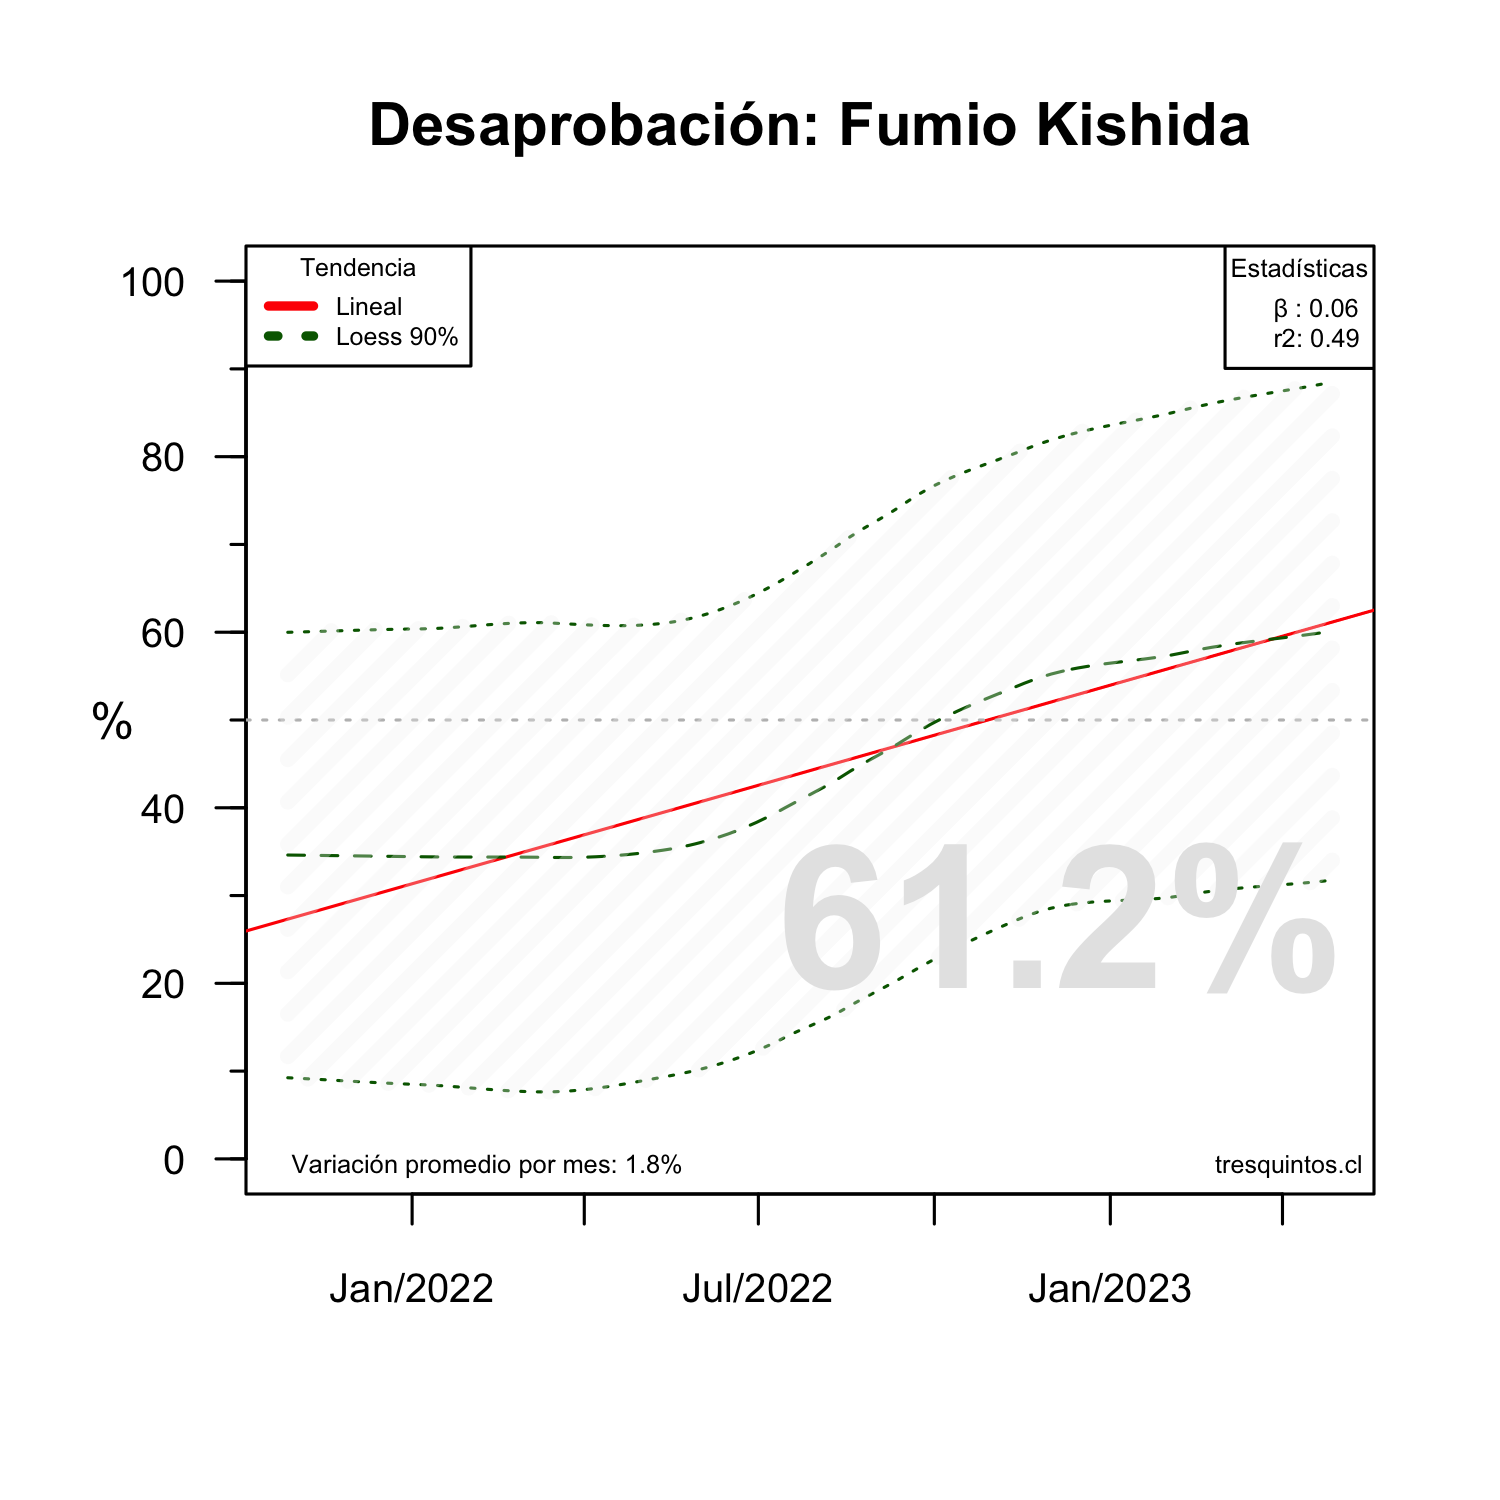 Desaprobación: Fumio Kishida
Tendencia
Lineal
Loess 90%
Estadísticas
β : 0.06
r2: 0.49
100
80
60
%
40
20
0
61.2%
Variación promedio por mes: 1.8%
tresquintos.cl
Jan/2022
Jul/2022
Jan/2023